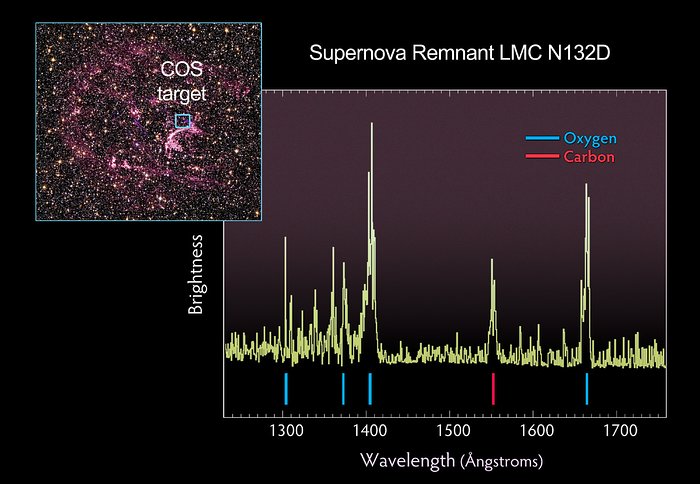 Supernova Remnant LMC N132D
COS
target
Oxygen
Carbon
Brightness
1300 1400 1500 1600 1700
Wavelength (Ångstroms)